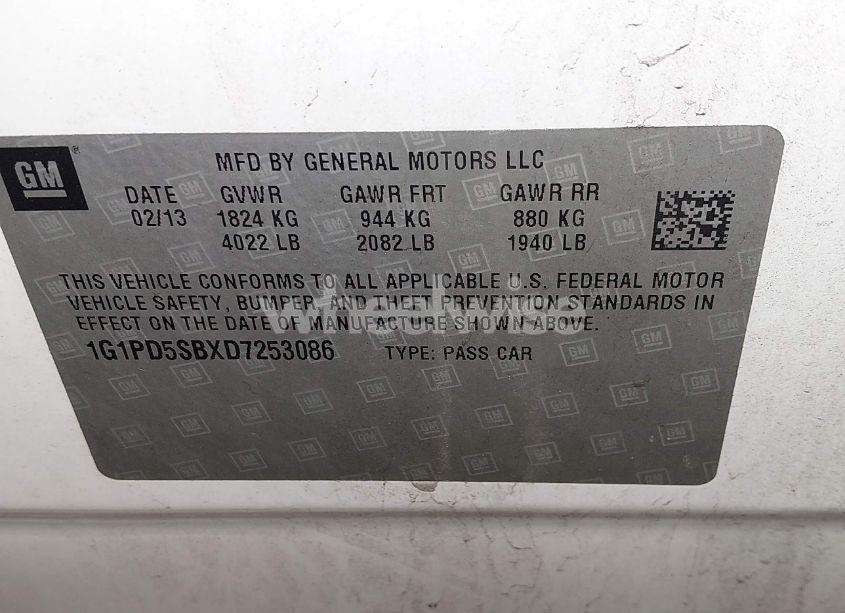 GM ®
MFD BY GENERAL MOTORS LLC
DATE GVWR GAWR FRT GAWR RR
02/13 1824 KG 944 KG 880 KG
4022 LB 2082 LB 1940 LB
THIS VEHICLE CONFORMS TO ALL APPLICABLE U.S. FEDERAL MOTOR
VEHICLE SAFETY, BUMPER, AND THEFT PREVENTION STANDARDS IN
EFFECT ON THE DATE OF MANUFACTURE SHOWN ABOVE.
1G1PD5SBXD7253086 TYPE: PASS CAR